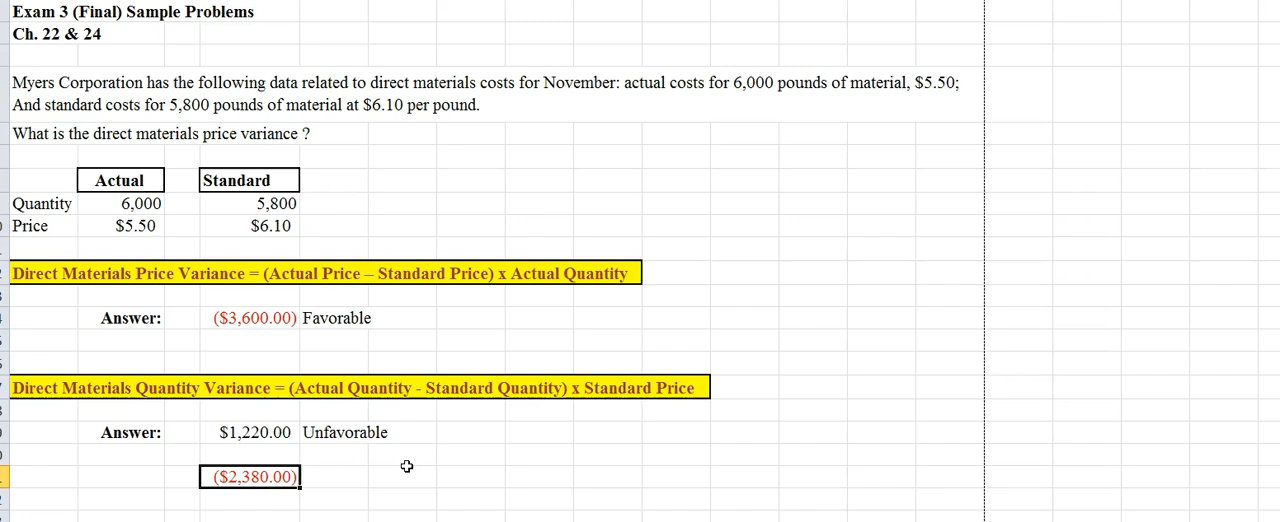 Exam 3 (Final) Sample Problems
Ch. 22 & 24
Myers Corporation has the following data related to direct materials costs for November: actual costs for 6,000 pounds of material, $5.50;
And standard costs for 5,800 pounds of material at $6.10 per pound.
What is the direct materials price variance ?
Actual Standard
Quantity 6,000 5,800
Price $5.50 $6.10
Direct Materials Price Variance = (Actual Price – Standard Price) x Actual Quantity
Answer: ($3,600.00) Favorable
Direct Materials Quantity Variance = (Actual Quantity - Standard Quantity) x Standard Price
Answer: $1,220.00 Unfavorable
($2,380.00)